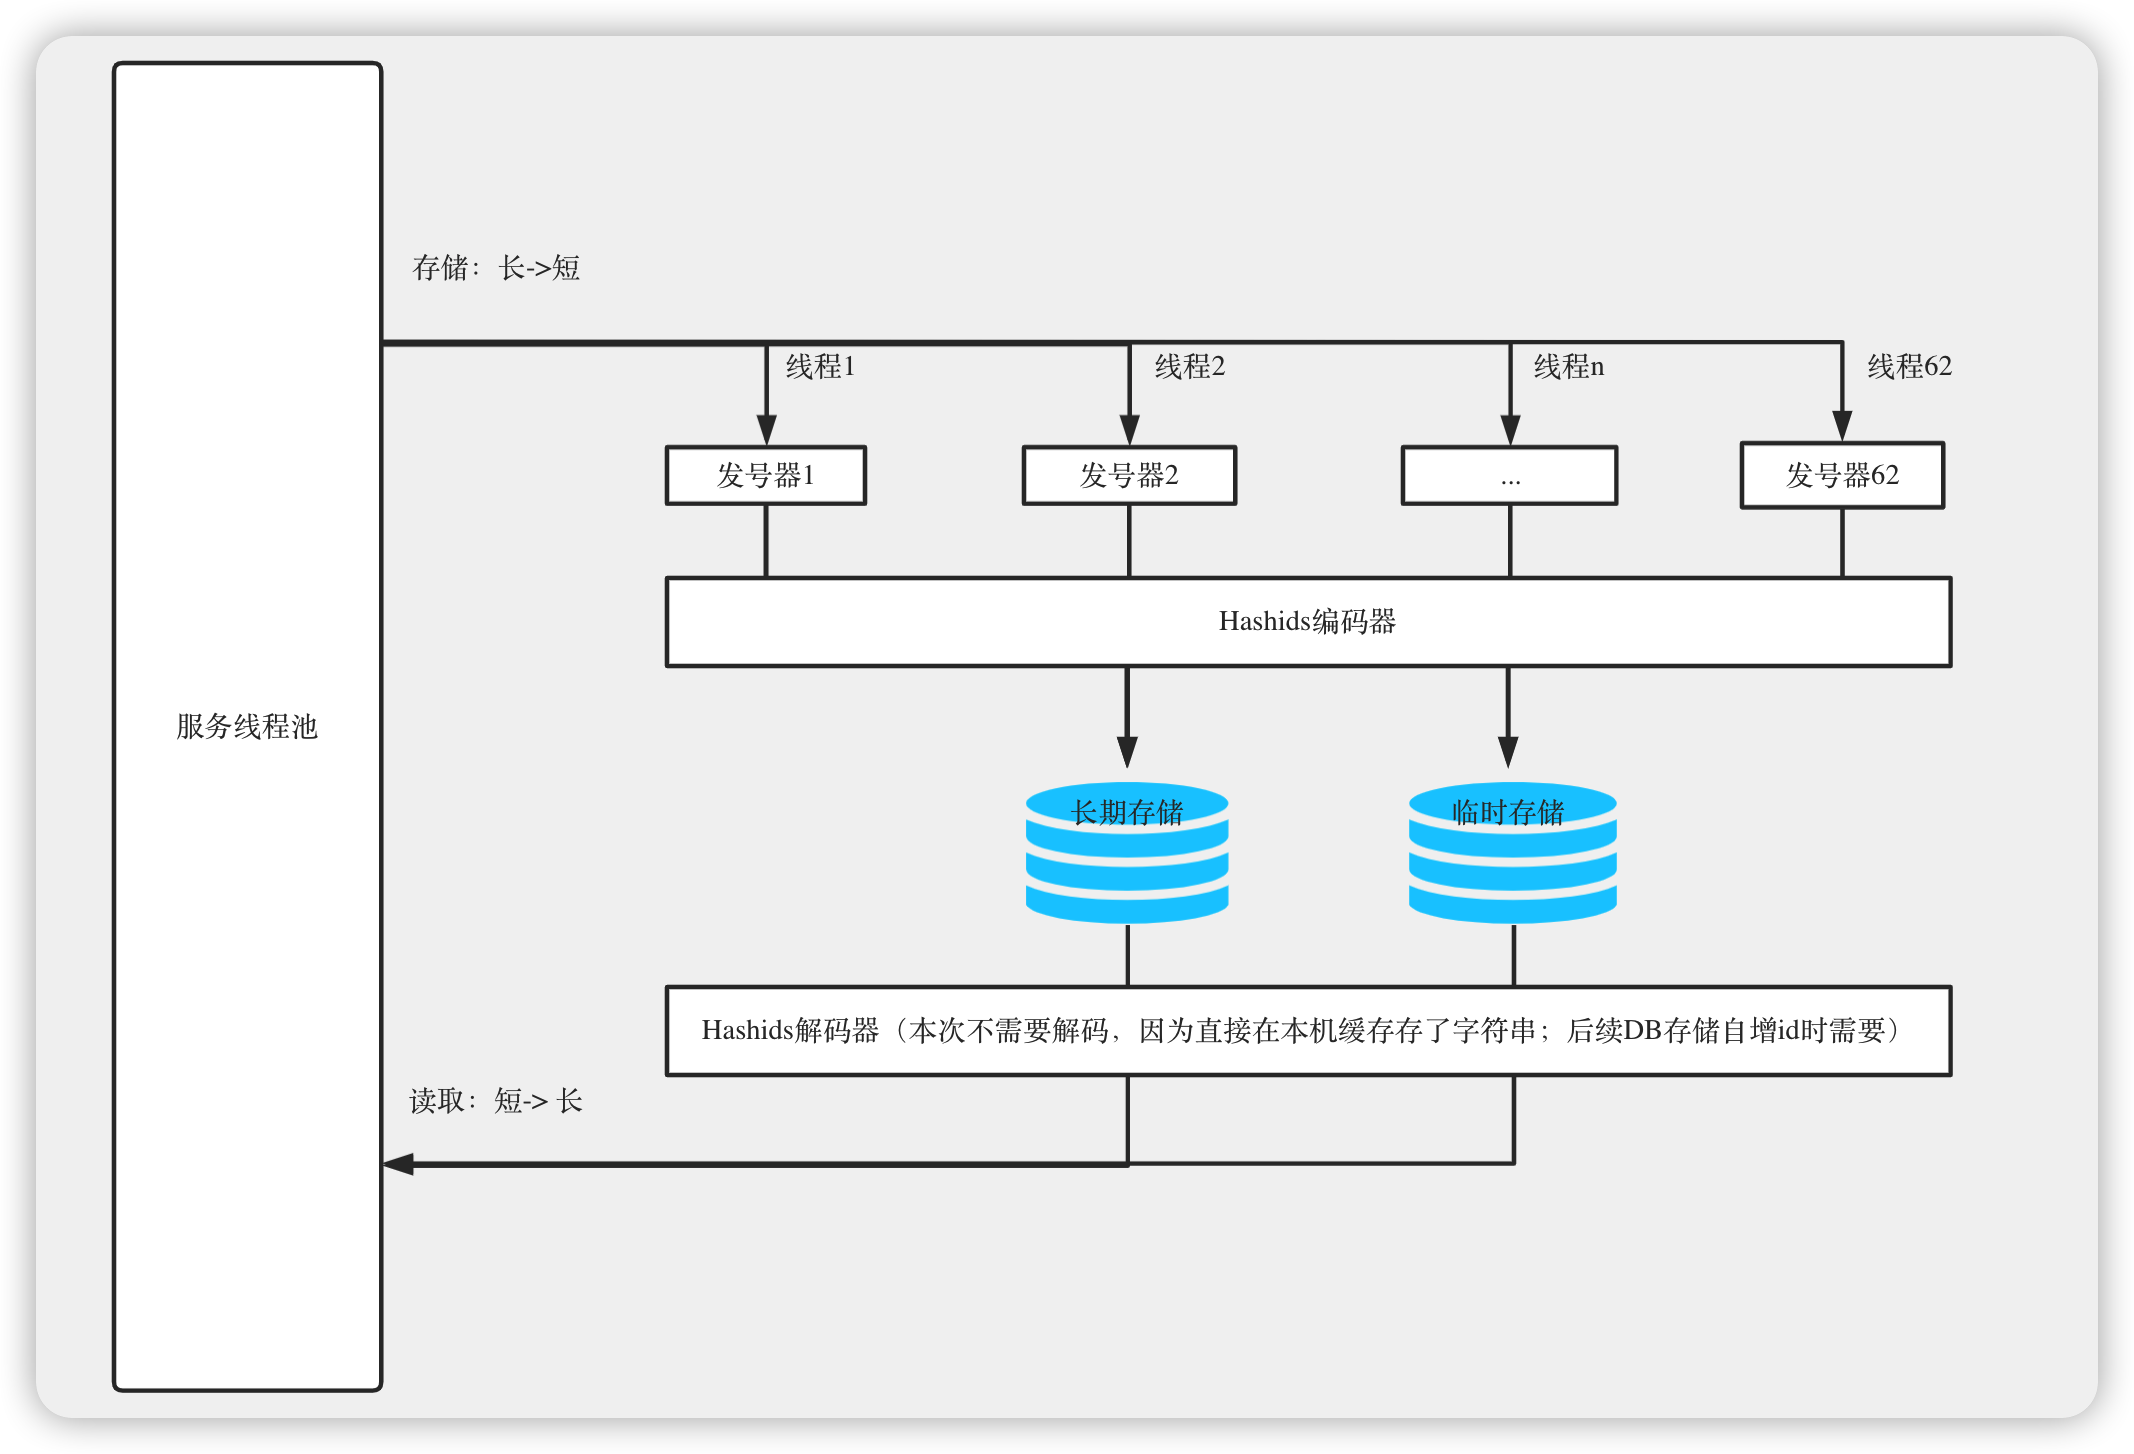 存储：长->短
线程1
线程2
线程n
线程62
发号器1
发号器2
...
发号器62
Hashids编码器
服务线程池
长期存储
临时存储
Hashids解码器（本次不需要解码，因为直接在本机缓存存了字符串；后续DB存储自增id时需要）
读取：短-> 长